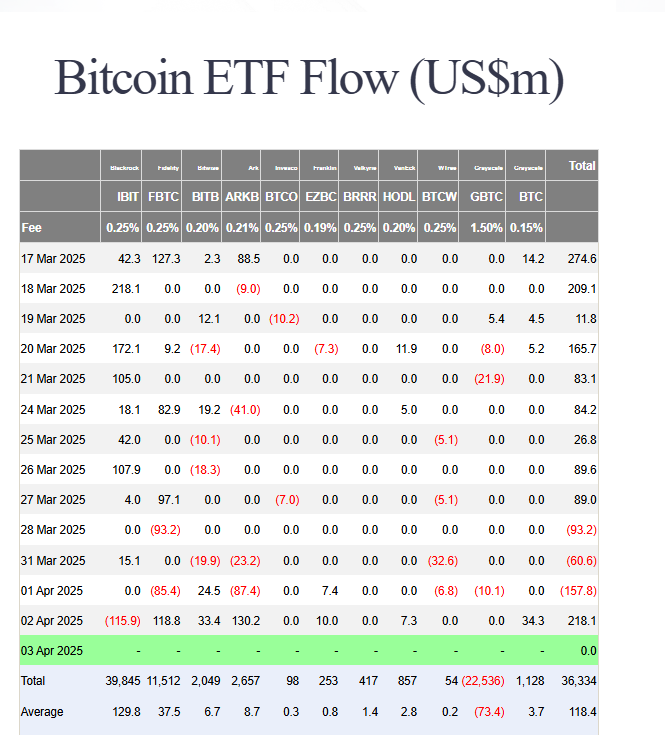 Bitcoin ETF Flow (US$m)
Blackrock Fidelity Bitwise Ark Invesco Franklin Valkyrie VanEck WTree Grayscale Grayscale Total
IBIT FBTC BITB ARKB BTCO EZBC BRRR HODL BTCW GBTC BTC
Fee 0.25% 0.25% 0.20% 0.21% 0.25% 0.19% 0.25% 0.20% 0.25% 1.50% 0.15%
17 Mar 2025 42.3 127.3 2.3 88.5 0.0 0.0 0.0 0.0 0.0 0.0 14.2 274.6
18 Mar 2025 218.1 0.0 0.0 (9.0) 0.0 0.0 0.0 0.0 0.0 0.0 0.0 209.1
19 Mar 2025 0.0 0.0 12.1 0.0 (10.2) 0.0 0.0 0.0 0.0 5.4 4.5 11.8
20 Mar 2025 172.1 9.2 (17.4) 0.0 0.0 (7.3) 0.0 11.9 0.0 (8.0) 5.2 165.7
21 Mar 2025 105.0 0.0 0.0 0.0 0.0 0.0 0.0 0.0 0.0 (21.9) 0.0 83.1
24 Mar 2025 18.1 82.9 19.2 (41.0) 0.0 0.0 0.0 5.0 0.0 0.0 0.0 84.2
25 Mar 2025 42.0 0.0 (10.1) 0.0 0.0 0.0 0.0 0.0 (5.1) 0.0 0.0 26.8
26 Mar 2025 107.9 0.0 (18.3) 0.0 0.0 0.0 0.0 0.0 0.0 0.0 0.0 89.6
27 Mar 2025 4.0 97.1 0.0 0.0 (7.0) 0.0 0.0 0.0 (5.1) 0.0 0.0 89.0
28 Mar 2025 0.0 (93.2) 0.0 0.0 0.0 0.0 0.0 0.0 0.0 0.0 0.0 (93.2)
31 Mar 2025 15.1 0.0 (19.9) (23.2) 0.0 0.0 0.0 0.0 (32.6) 0.0 0.0 (60.6)
01 Apr 2025 0.0 (85.4) 24.5 (87.4) 0.0 7.4 0.0 0.0 (6.8) (10.1) 0.0 (157.8)
02 Apr 2025 (115.9) 118.8 33.4 130.2 0.0 10.0 0.0 7.3 0.0 0.0 34.3 218.1
03 Apr 2025 - - - - - - - - - - - 0.0
Total 39,845 11,512 2,049 2,657 98 253 417 857 54 (22,536) 1,128 36,334
Average 129.8 37.5 6.7 8.7 0.3 0.8 1.4 2.8 0.2 (73.4) 3.7 118.4